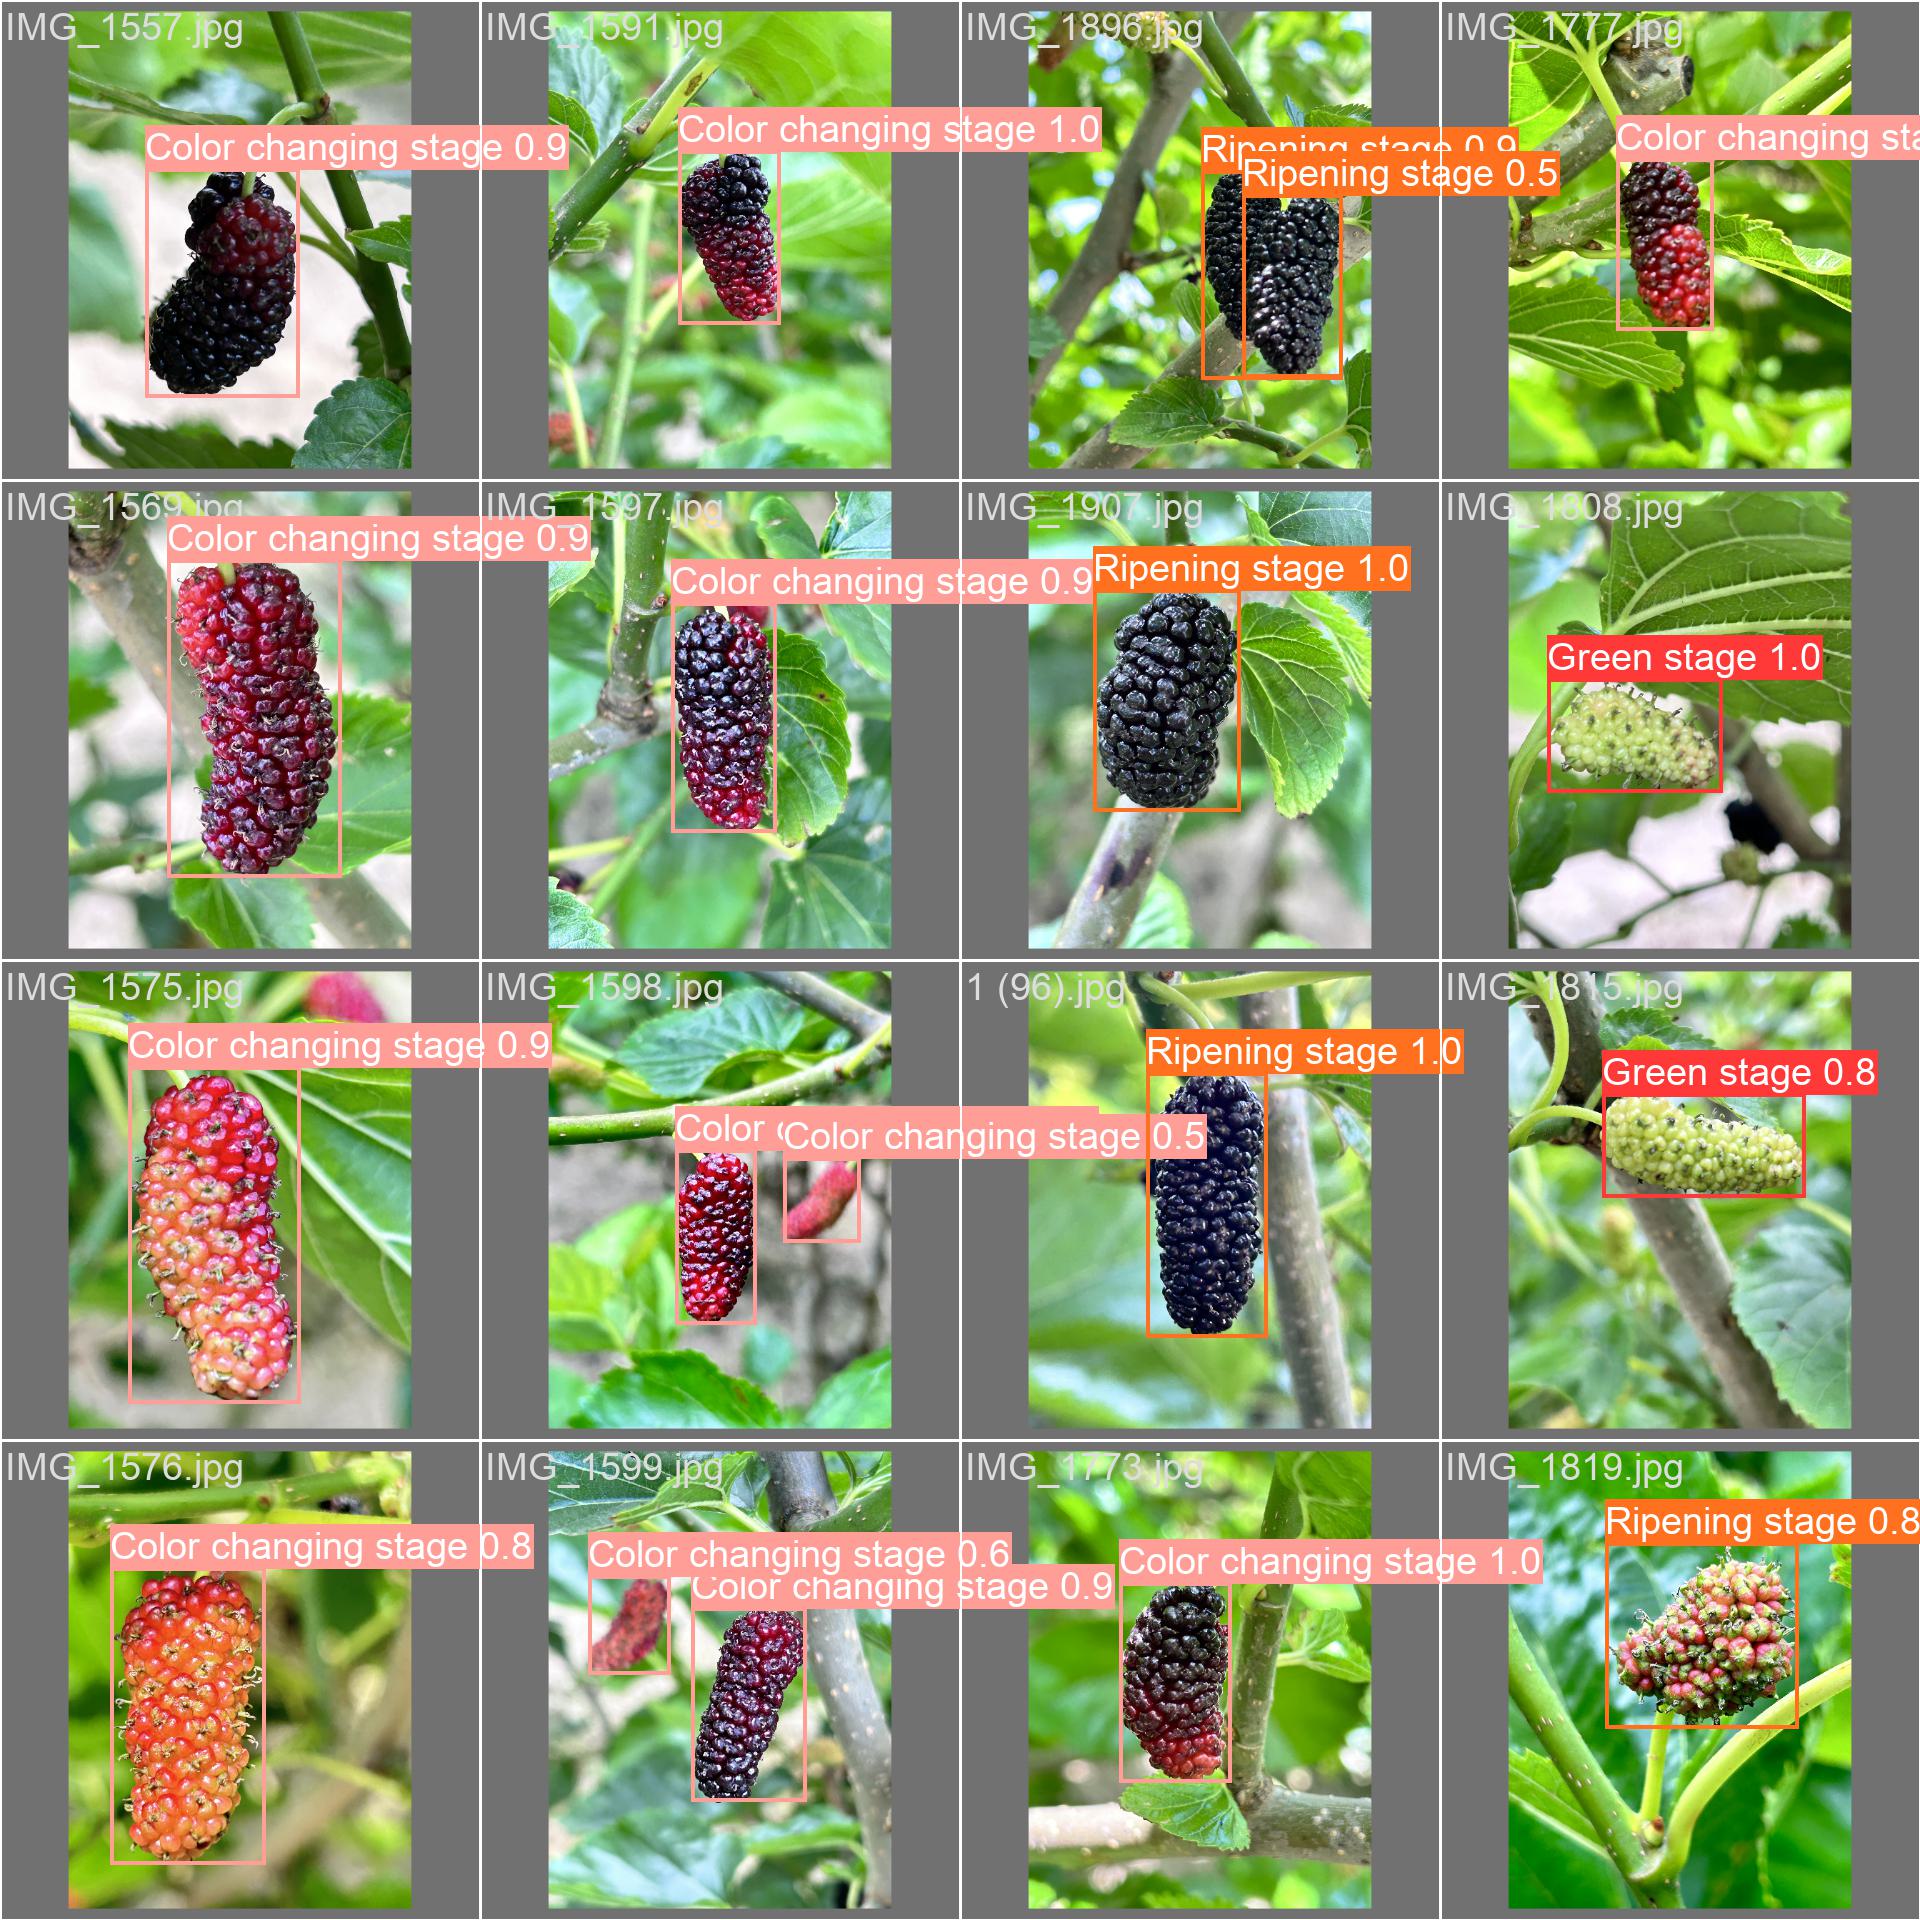 IMG_1557.jpg
Color changing stage 0.9
IMG_1591.jpg
Color changing stage 1.0
IMG_1896.jpg
Ripening stage 0.9
Ripening stage 0.5
IMG_1777.jpg
Color changing sta
IMG_1569.jpg
Color changing stage 0.9
IMG_1597.jpg
Color changing stage 0.9
IMG_1907.jpg
Ripening stage 1.0
IMG_1808.jpg
Green stage 1.0
IMG_1575.jpg
Color changing stage 0.9
IMG_1598.jpg
Color
Color changing stage 0.5
1 (96).jpg
Ripening stage 1.0
IMG_1815.jpg
Green stage 0.8
IMG_1576.jpg
Color changing stage 0.8
IMG_1599.jpg
Color changing stage 0.6
Color changing stage 0.9
IMG_1773.jpg
Color changing stage 1.0
IMG_1819.jpg
Ripening stage 0.8